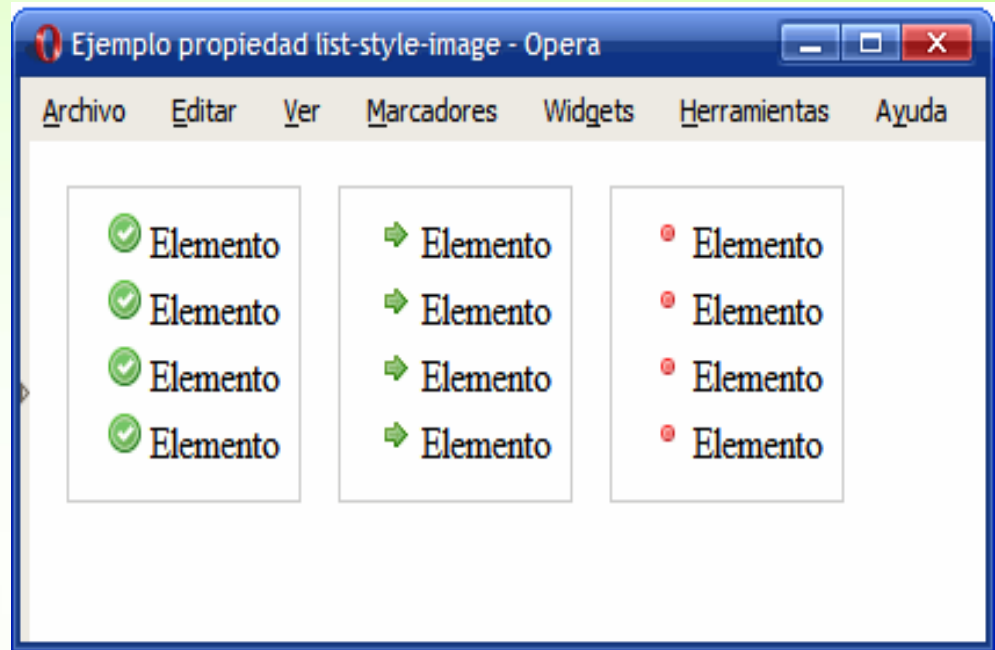 Ejemplo propiedad list-style-image - Opera
Archivo Editar Ver Marcadores Widgets Herramientas Ayuda
Elemento Elemento Elemento
Elemento Elemento Elemento
Elemento Elemento Elemento
Elemento Elemento Elemento